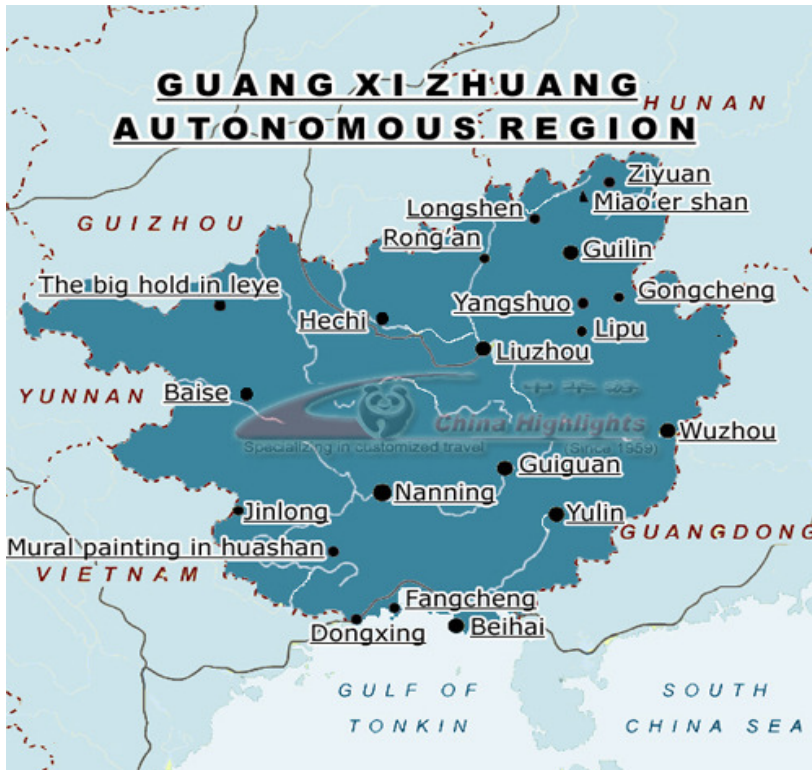 GUANG XI ZHUANG
AUTONOMOUS REGION
HUNAN
Ziyuan
Miao'er shan
Longshen
GUIZHOU
Rong'an
Guilin
The big hold in leye
Gongcheng
Yangshuo
Hechi
Lipu
Liuzhou
YUNNAN
Baise
China Highlights
Wuzhou
Specializing in customized travel
(Since 1959)
Guiguan
Nanning
Jinlong
Yulin
GUANGDONG
Mural painting in huashan
VIETNAM
Fangcheng
Dongxing
Beihai
GULF OF
TONKIN
SOUTH
CHINA SEA